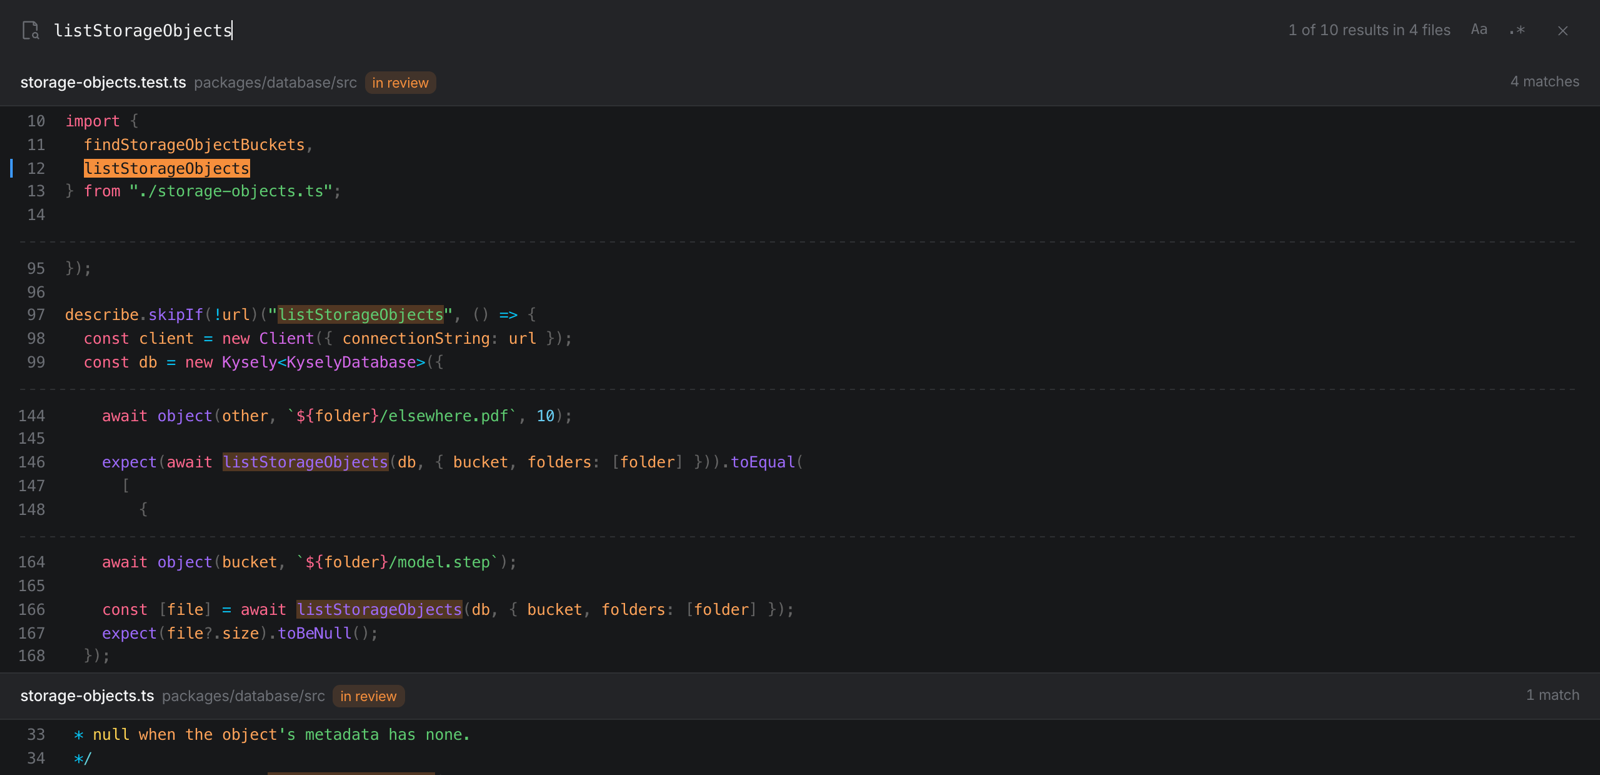 listStorageObjects
1 of 10 results in 4 files Aa .*
storage-objects.test.ts packages/database/src in review 4 matches
10 import {
11 findStorageObjectBuckets,
12 listStorageObjects
13 } from "./storage-objects.ts";
14
95 });
96
97 describe.skipIf(!url)("listStorageObjects", () => {
98 const client = new Client({ connectionString: url });
99 const db = new Kysely<KyselyDatabase>({
144 await object(other, `${folder}/elsewhere.pdf`, 10);
145
146 expect(await listStorageObjects(db, { bucket, folders: [folder] })).toEqual(
147 [
148 {
164 await object(bucket, `${folder}/model.step`);
165
166 const [file] = await listStorageObjects(db, { bucket, folders: [folder] });
167 expect(file?.size).toBeNull();
168 });
storage-objects.ts packages/database/src in review 1 match
33 * null when the object's metadata has none.
34 */